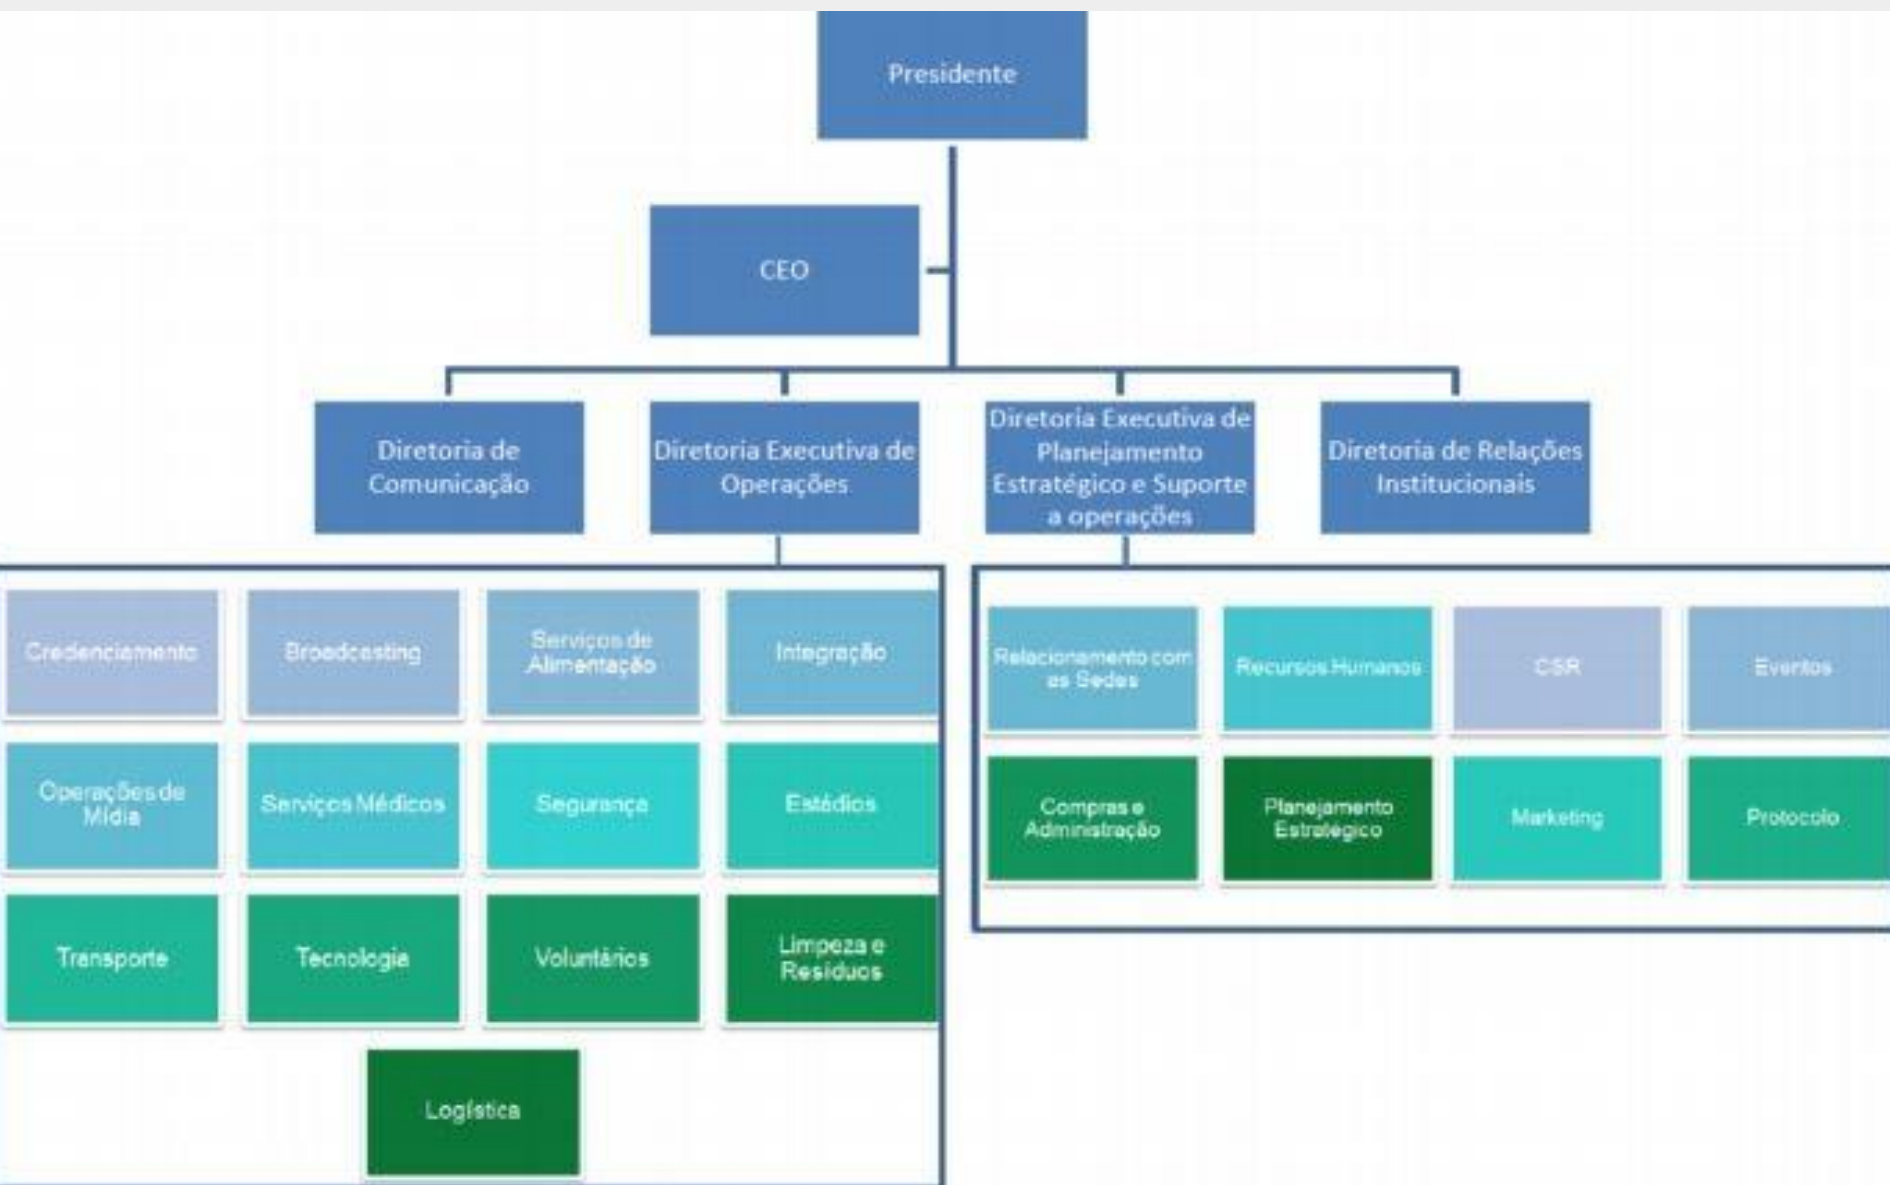 Presidente
CEO
Diretoria de
Comunicação
Diretoria Executiva de
Operações
Diretoria Executiva de
Planejamento
Estratégico e Suporte
a operações
Diretoria de Relações
Institucionais
Credenciamento
Broadcasting
Serviços de
Alimentação
Integração
Operações de
Mídia
Serviços Médicos
Segurança
Estádios
Transporte
Tecnologia
Voluntários
Limpeza e
Resíduos
Logística
Relacionamento com
as Sedes
Recursos Humanos
CSR
Eventos
Compras e
Administração
Planejamento
Estratégico
Marketing
Protocolo